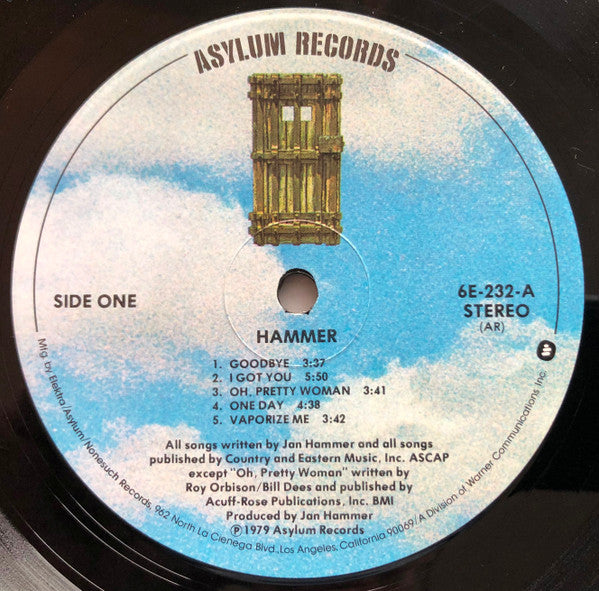 ASYLUM RECORDS
SIDE ONE
6E-232-A
STEREO
(AR)
HAMMER
1. GOODBYE 3:37
2. I GOT YOU 5:50
3. OH, PRETTY WOMAN 3:41
4. ONE DAY 4:38
5. VAPORIZE ME 3:42
All songs written by Jan Hammer and all songs
published by Country and Eastern Music, Inc. ASCAP
except "Oh, Pretty Woman" written by
Roy Orbison/Bill Dees and published by
Acuff-Rose Publications, Inc. BMI
Produced by Jan Hammer
℗1979 Asylum Records
Mfg. by Elektra/Asylum/Nonesuch Records, 962 North La Cienega Blvd., Los Angeles, California 90069/A Division of Warner Communications Inc.